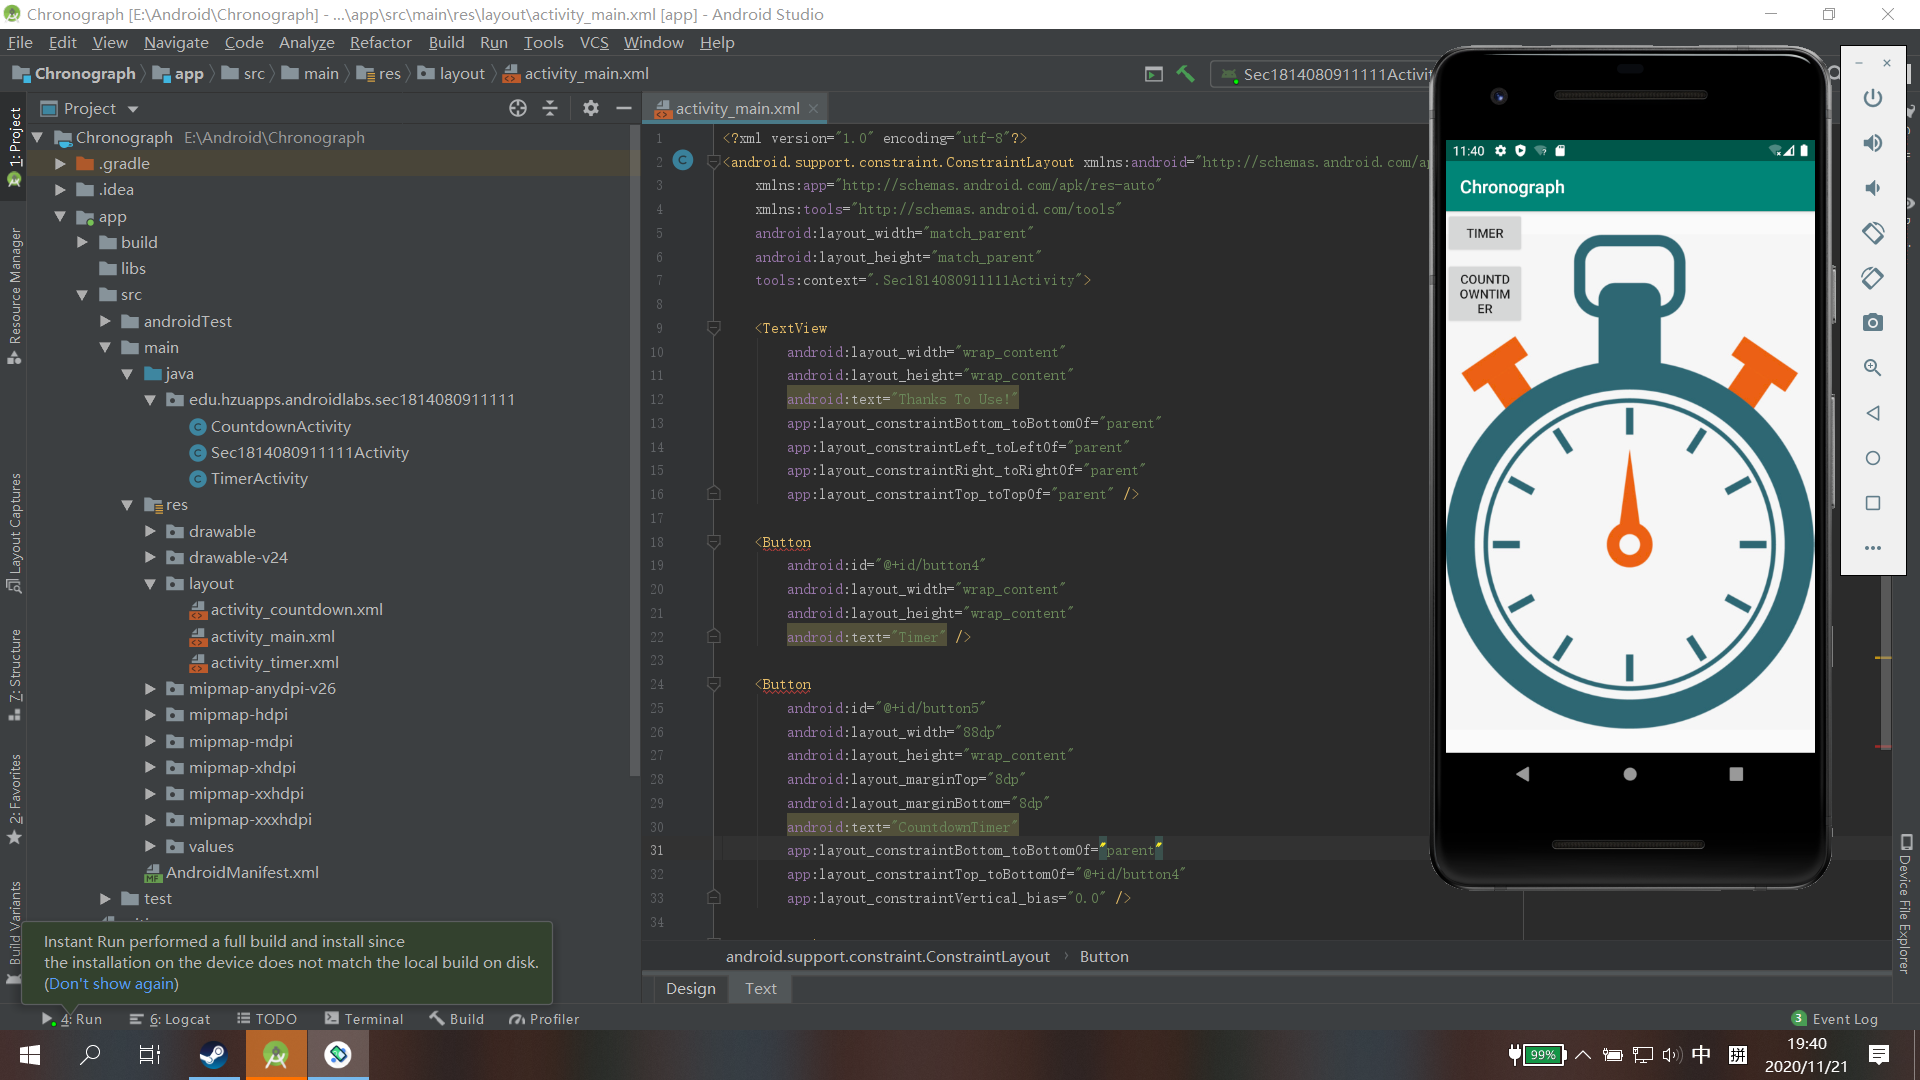 Chronograph [E:\Android\Chronograph] - ...\app\src\main\res\layout\activity_main.xml [app] - Android Studio
File Edit View Navigate Code Analyze Refactor Build Run Tools VCS Window Help
Chronograph app src main res layout activity_main.xml
Sec1814080911111Activit
Project
activity_main.xml
1: Project
Resource Manager
Layout Captures
7: Structure
2: Favorites
Build Variants
Chronograph E:\Android\Chronograph
.gradle
.idea
app
build
libs
src
androidTest
main
java
edu.hzuapps.androidlabs.sec1814080911111
CountdownActivity
Sec1814080911111Activity
TimerActivity
res
drawable
drawable-v24
layout
activity_countdown.xml
activity_main.xml
activity_timer.xml
mipmap-anydpi-v26
mipmap-hdpi
mipmap-mdpi
mipmap-xhdpi
mipmap-xxhdpi
mipmap-xxxhdpi
values
AndroidManifest.xml
test
1 <?xml version="1.0" encoding="utf-8"?>
2 <android.support.constraint.ConstraintLayout xmlns:android="http://schemas.android.com/ap
3 xmlns:app="http://schemas.android.com/apk/res-auto"
4 xmlns:tools="http://schemas.android.com/tools"
5 android:layout_width="match_parent"
6 android:layout_height="match_parent"
7 tools:context=".Sec1814080911111Activity">
8
9 <TextView
10 android:layout_width="wrap_content"
11 android:layout_height="wrap_content"
12 android:text="Thanks To Use!"
13 app:layout_constraintBottom_toBottomOf="parent"
14 app:layout_constraintLeft_toLeftOf="parent"
15 app:layout_constraintRight_toRightOf="parent"
16 app:layout_constraintTop_toTopOf="parent" />
17
18 <Button
19 android:id="@+id/button4"
20 android:layout_width="wrap_content"
21 android:layout_height="wrap_content"
22 android:text="Timer" />
23
24 <Button
25 android:id="@+id/button5"
26 android:layout_width="88dp"
27 android:layout_height="wrap_content"
28 android:layout_marginTop="8dp"
29 android:layout_marginBottom="8dp"
30 android:text="CountdownTimer"
31 app:layout_constraintBottom_toBottomOf="parent"
32 app:layout_constraintTop_toBottomOf="@+id/button4"
33 app:layout_constraintVertical_bias="0.0" />
34
android.support.constraint.ConstraintLayout › Button
Design Text
11:40
Chronograph
TIMER
COUNTD
OWNTIM
ER
Device File Explorer
Instant Run performed a full build and install since
the installation on the device does not match the local build on disk.
(Don't show again)
4: Run 6: Logcat TODO Terminal Build Profiler
3 Event Log
99% 中 拼
19:40
2020/11/21